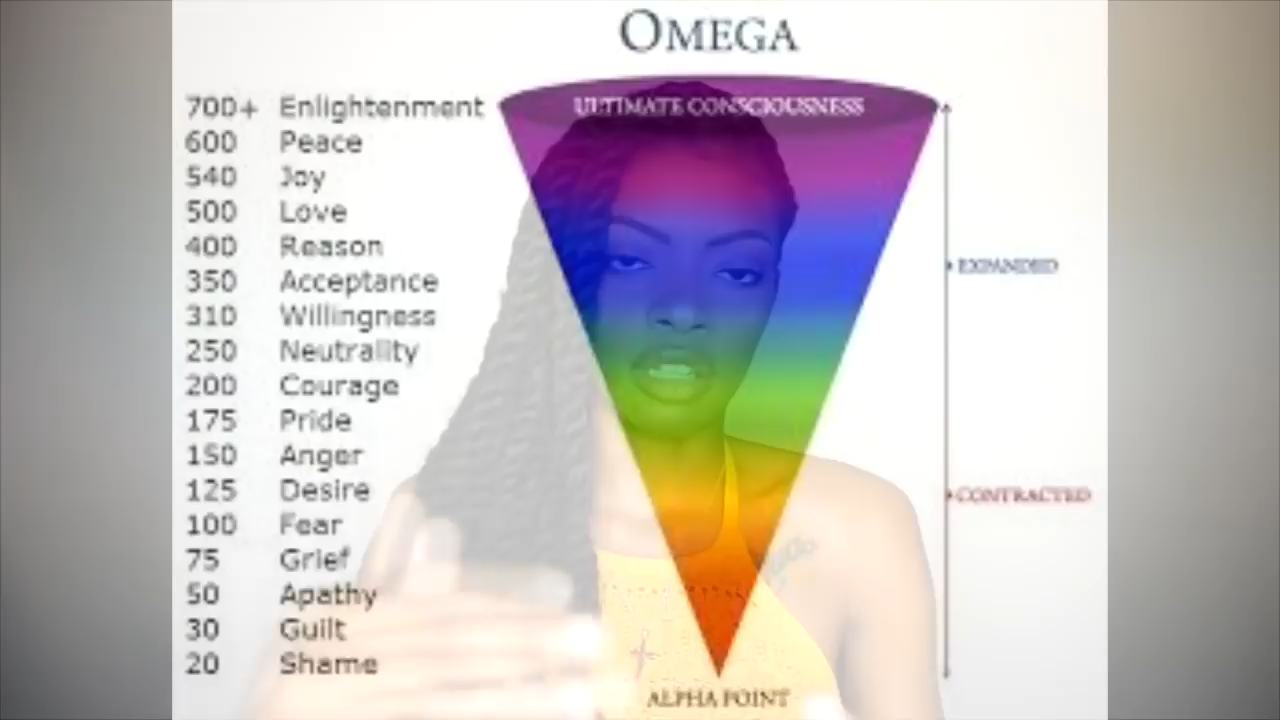 OMEGA
ULTIMATE CONSCIOUSNESS
700+ Enlightenment
600 Peace
540 Joy
500 Love
400 Reason
350 Acceptance
310 Willingness
250 Neutrality
200 Courage
175 Pride
150 Anger
125 Desire
100 Fear
75 Grief
50 Apathy
30 Guilt
20 Shame
EXPANDED
CONTRACTED
ALPHA POINT